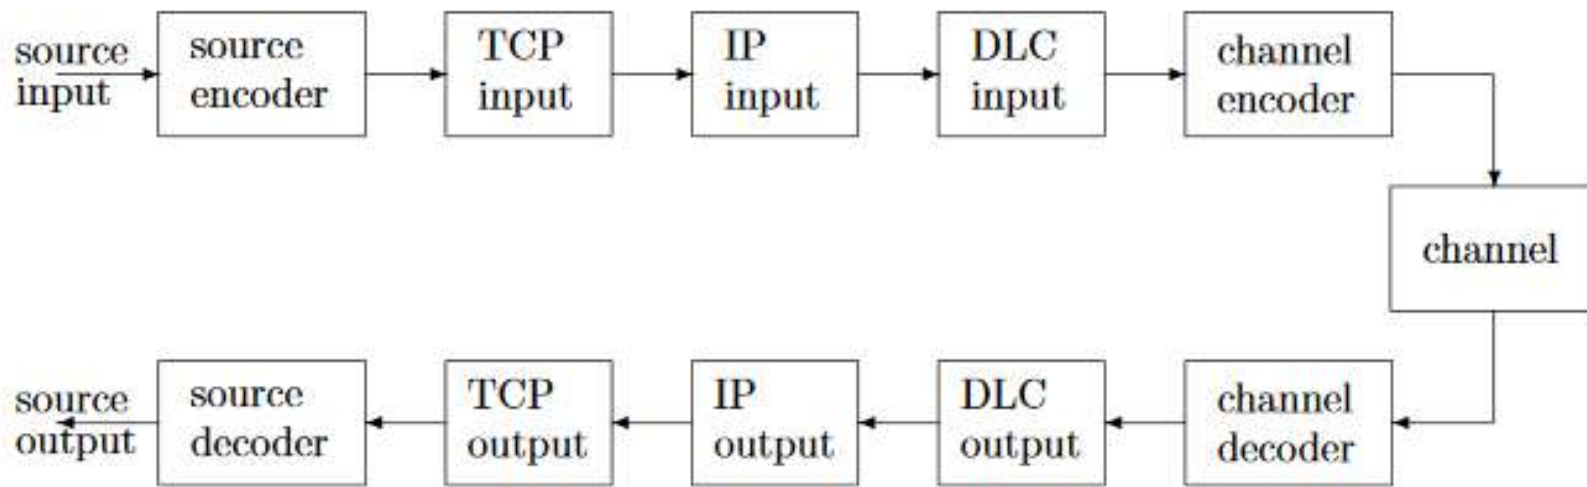 source
input
source
encoder
TCP
input
IP
input
DLC
input
channel
encoder
channel
source
output
source
decoder
TCP
output
IP
output
DLC
output
channel
decoder